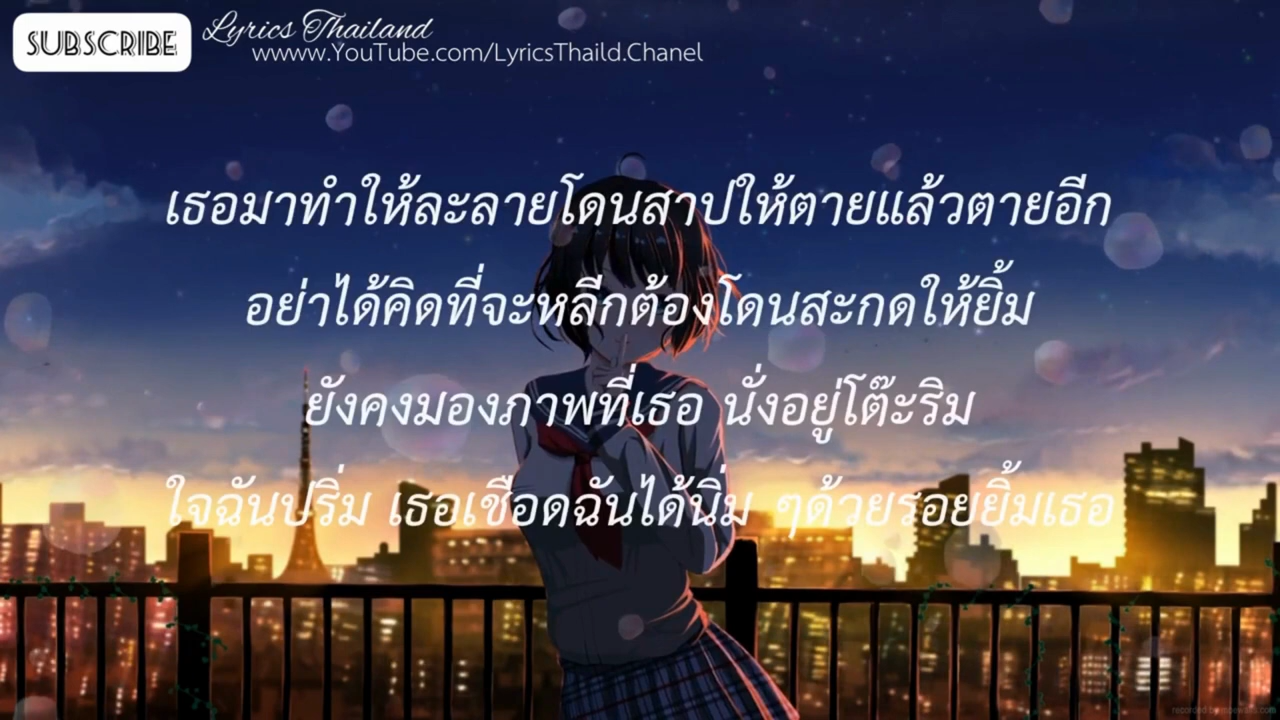 SUBSCRIBE
Lyrics Thailand
wwww.YouTube.com/LyricsThaild.Chanel
เธอมาทำให้ละลายโดนสาปให้ตายแล้วตายอีก
อย่าได้คิดที่จะหลีกต้องโดนสะกดให้ยิ้ม
ยังคงมองภาพที่เธอ นั่งอยู่โต๊ะริม
ใจฉันปริ่ม เธอเชือดฉันได้นิ่ม ๆด้วยรอยยิ้มเธอ